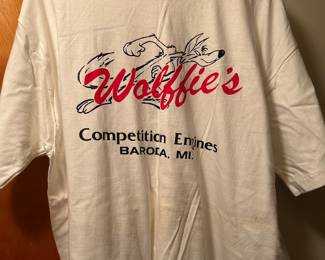 Wolffie's
Competition Engines
BARODA, MI.